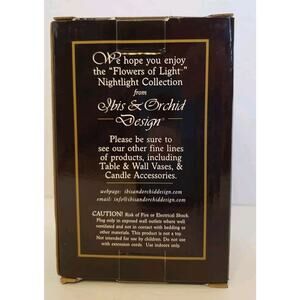 We hope you enjoy
the "Flowers of Light"
Nightlight Collection
from
Ibis & Orchid
Design
Please be sure to
see our other fine lines
of products, including
Table & Wall Vases, &
Candle Accessories.
webpage: ibisandorchiddesign.com
email: info@ibisandorchiddesign.com
CAUTION! Risk of Fire or Electrical Shock
Plug only in exposed wall outlets where well
ventilated and not in contact with bedding or
other materials. This product is not a toy.
Not intended for use by children. Do not use
with extension cords. Use indoors only.